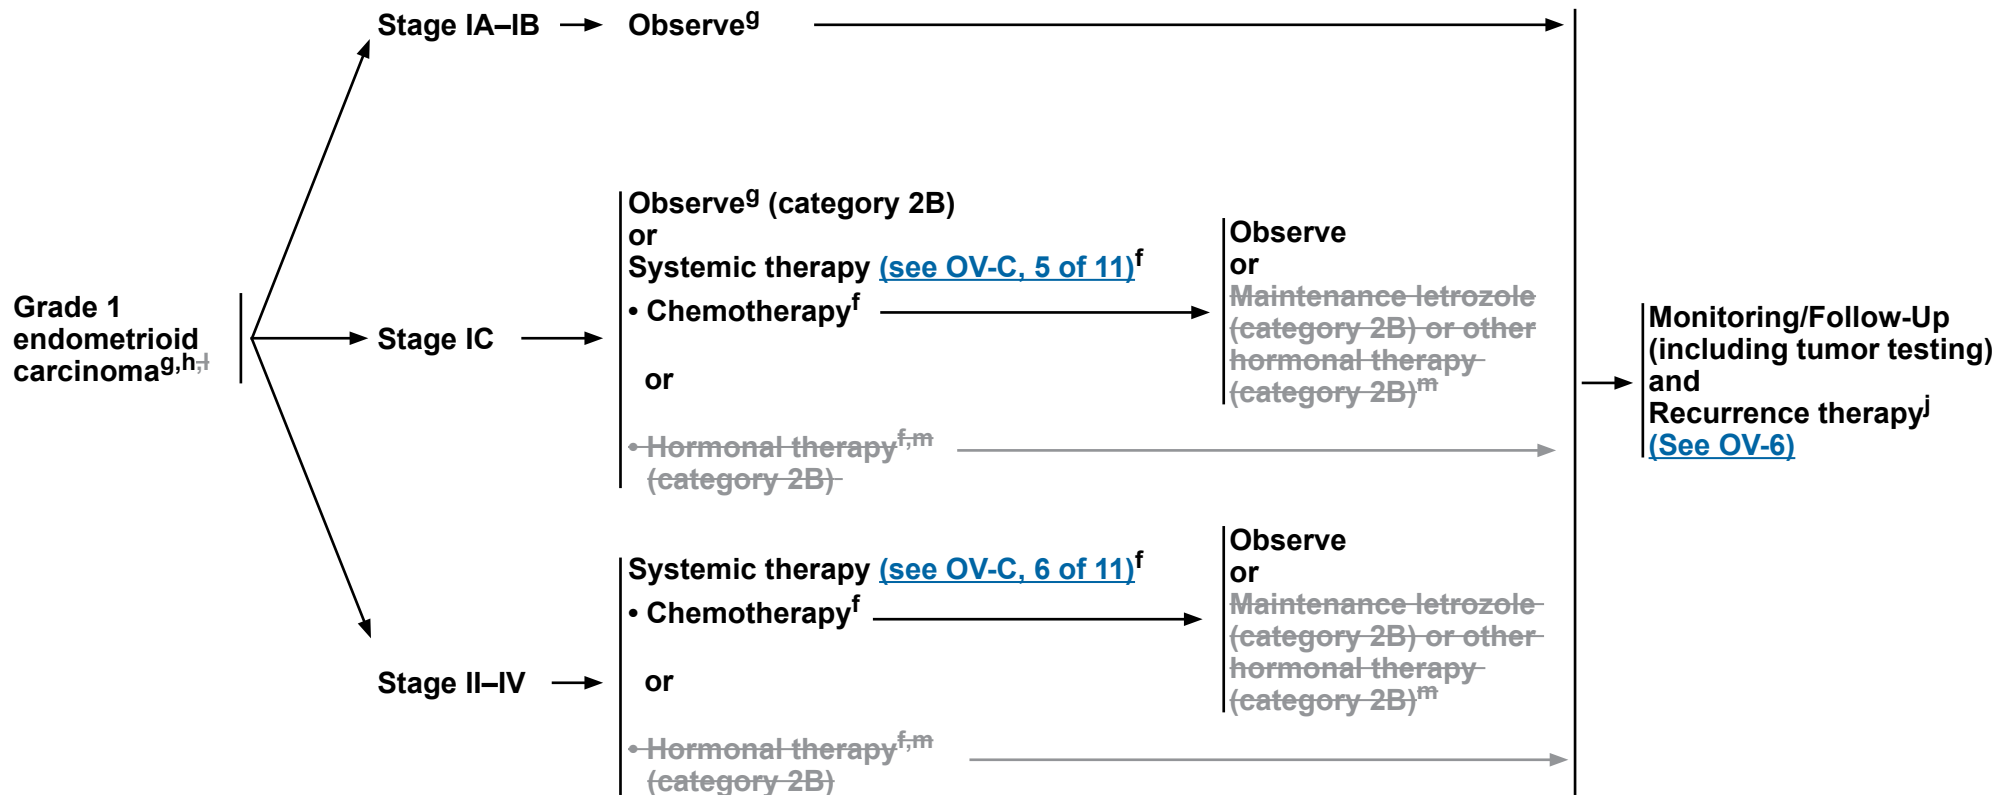 Stage IA–IB
Observeg
Observeg (category 2B)
or
Systemic therapy (see OV-C, 5 of 11)f
• Chemotherapyf
or
• Hormonal therapyf,m
(category 2B)
Observe
or
Maintenance letrozole
(category 2B) or other
hormonal therapy
(category 2B)m
Grade 1
endometrioid
carcinomag,h,l
Stage IC
Monitoring/Follow-Up
(including tumor testing)
and
Recurrence therapyj
(See OV-6)
Stage II–IV
Systemic therapy (see OV-C, 6 of 11)f
• Chemotherapyf
or
• Hormonal therapyf,m
(category 2B)
Observe
or
Maintenance letrozole
(category 2B) or other
hormonal therapy
(category 2B)m